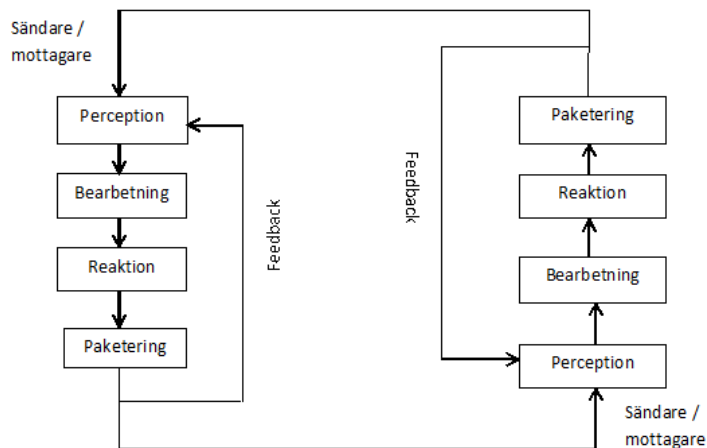 Sändare /
mottagare
Perception
Bearbetning
Reaktion
Paketering
Feedback
Feedback
Paketering
Reaktion
Bearbetning
Perception
Sändare /
mottagare